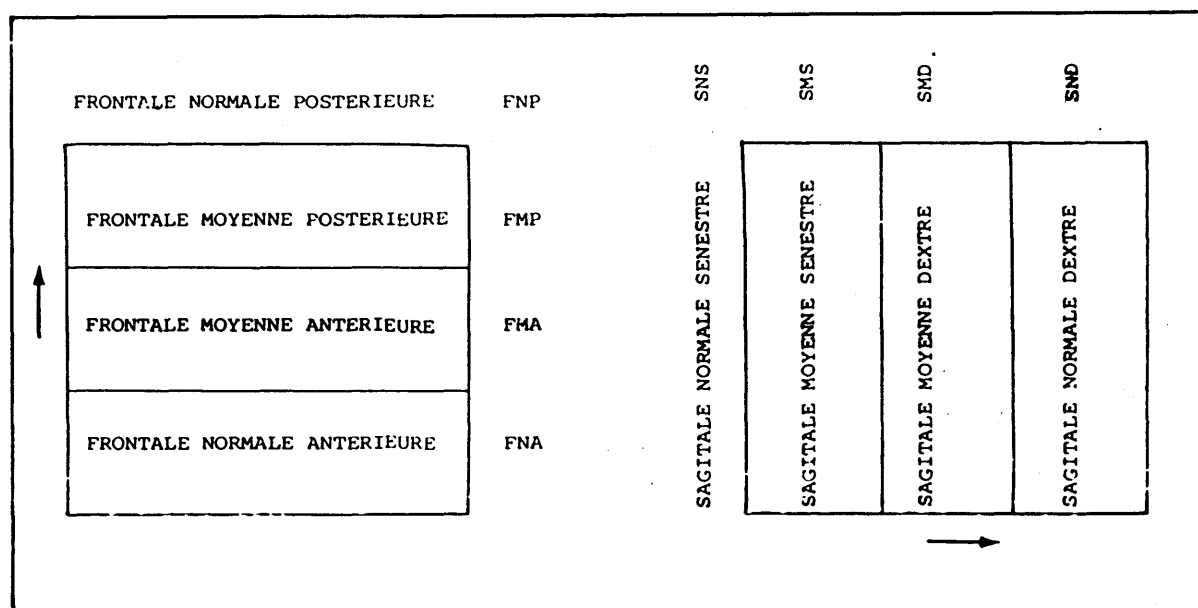 FRONTALE NORMALE POSTERIEURE FNP
FRONTALE MOYENNE POSTERIEURE FMP
FRONTALE MOYENNE ANTERIEURE FMA
FRONTALE NORMALE ANTERIEURE FNA
SNS
SAGITALE NORMALE SENESTRE
SMS
SAGITALE MOYENNE SENESTRE
SMD
SAGITALE MOYENNE DEXTRE
SND
SAGITALE NORMALE DEXTRE